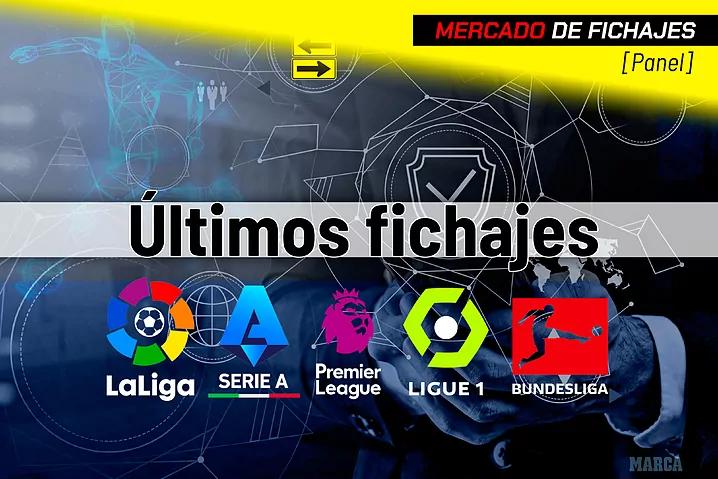 MERCADO DE FICHAJES
[Panel]
Últimos fichajes
LaLiga
SERIE A
Premier
League
LIGUE 1
BUNDESLIGA
MARCA